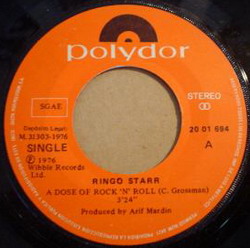 polydor
SGAE
STEREO
Depósito Legal:
M. 31303-1976
SINGLE
℗ 1976
Wibble Records
Ltd.
20 01 694
A
RINGO STARR
A DOSE OF ROCK 'N' ROLL (C. Grossman)
3'24"
Produced by Arif Mardin